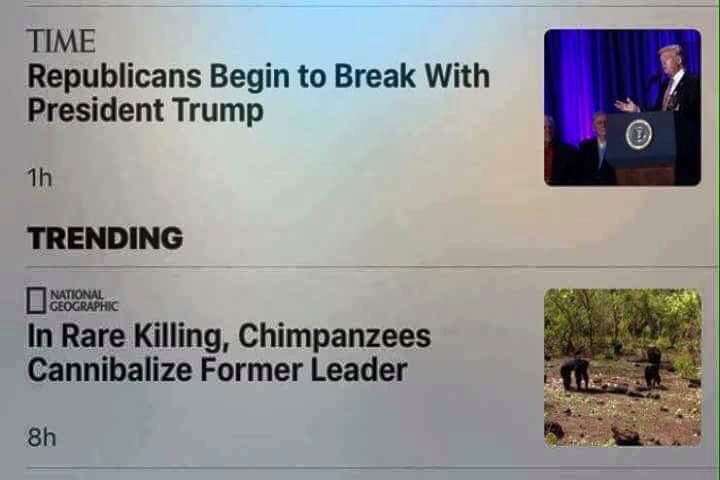 TIME
Republicans Begin to Break With
President Trump
1h
TRENDING
NATIONAL
GEOGRAPHIC
In Rare Killing, Chimpanzees
Cannibalize Former Leader
8h